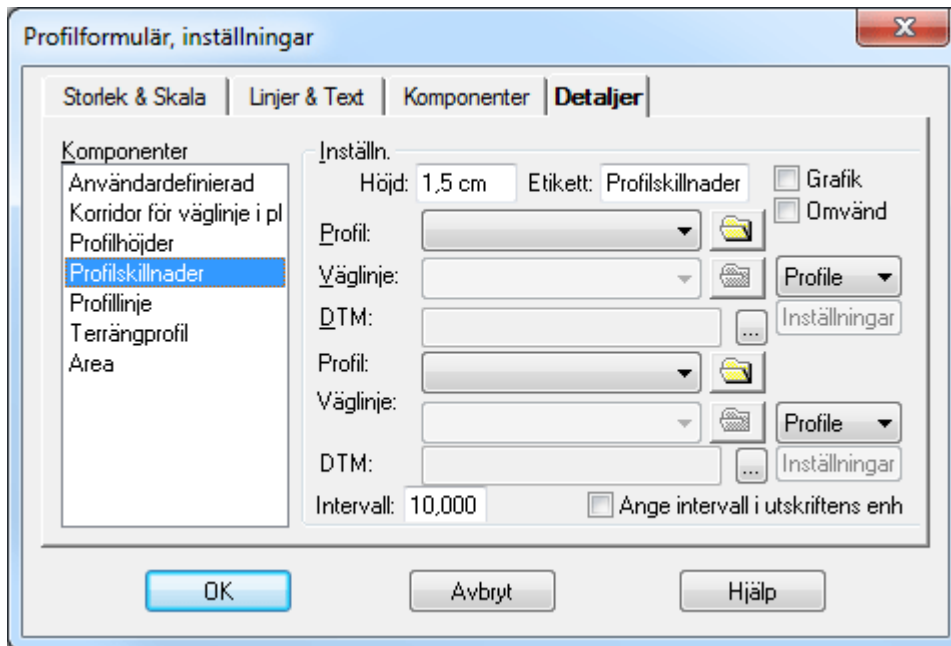 Profilformulär, inställningar
Storlek & Skala Linjer & Text Komponenter Detaljer
Komponenter
Användardefinierad
Korridor för väglinje i pl
Profilhöjder
Profilskillnader
Profillinje
Terrängprofil
Area
Inställn.
Höjd: 1,5 cm Etikett: Profilskillnader Grafik
Omvänd
Profil:
Väglinje: Profile
DTM: ... Inställningar
Profil:
Väglinje: Profile
DTM: ... Inställningar
Intervall: 10,000 Ange intervall i utskriftens enh
OK Avbryt Hjälp